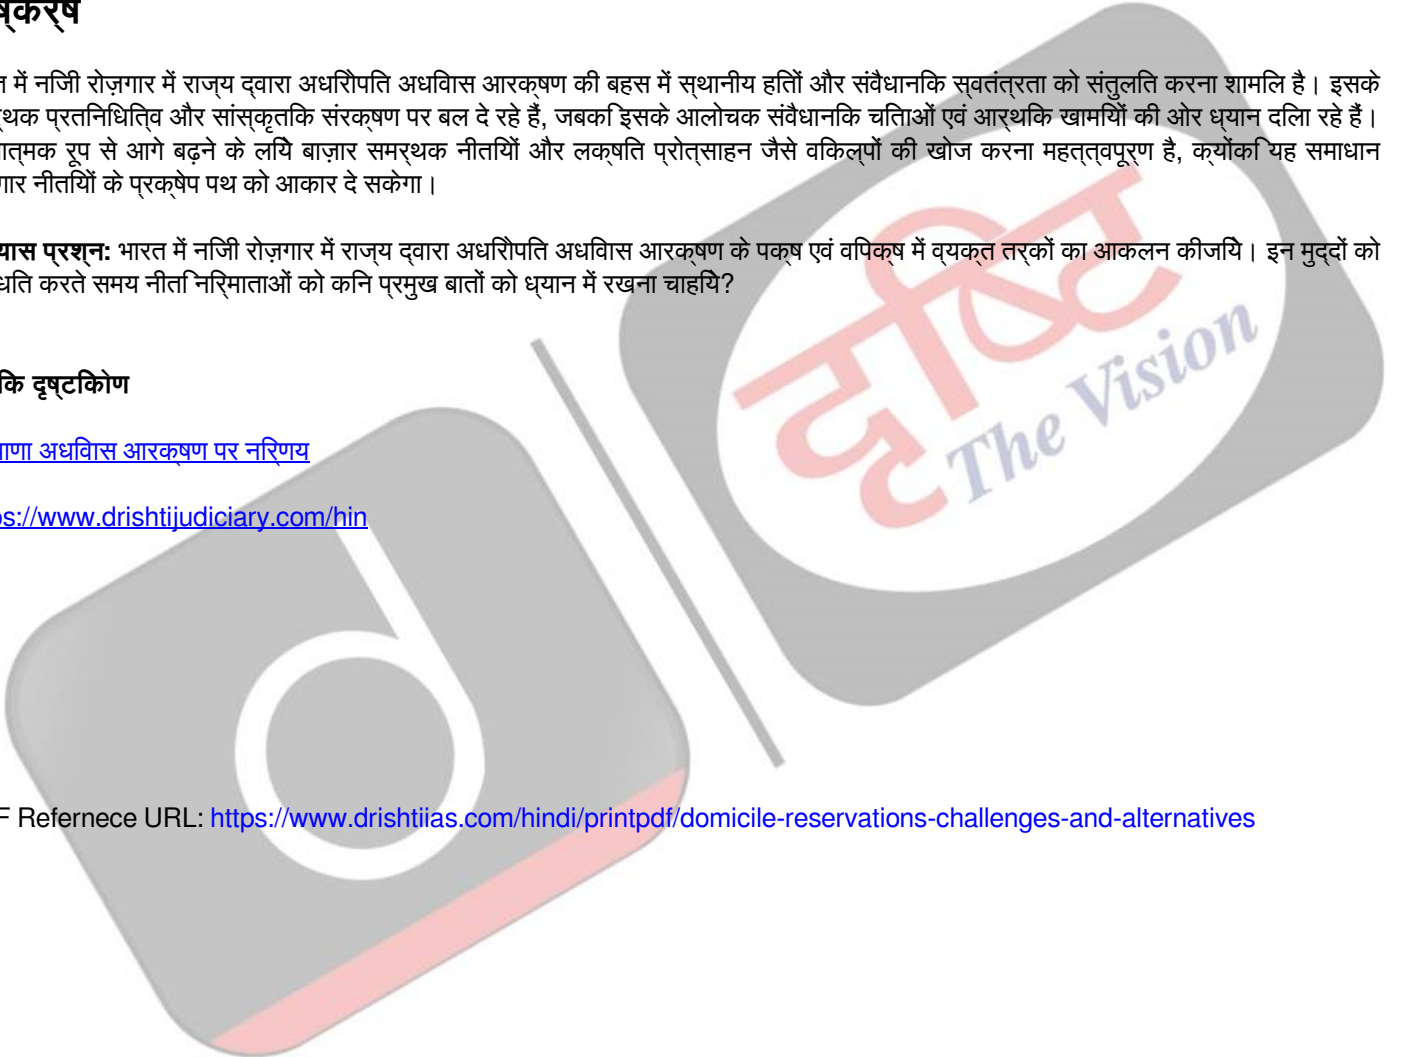 ष्कर्ष
त में निजी रोज़गार में राज्य द्वारा अधिरोपित अधिवास आरक्षण की बहस में स्थानीय हितों और संवैधानिक स्वतंत्रता को संतुलित करना शामिल है। इसके
र्थक प्रतिनिधित्व और सांस्कृतिक संरक्षण पर बल दे रहे हैं, जबकि इसके आलोचक संवैधानिक चिंताओं एवं आर्थिक खामियों की ओर ध्यान दिला रहे हैं।
ात्मक रूप से आगे बढ़ने के लिये बाज़ार समर्थक नीतियों और लक्षित प्रोत्साहन जैसे विकल्पों की खोज करना महत्त्वपूर्ण है, क्योंकि यह समाधान
गार नीतियों के प्रक्षेप पथ को आकार दे सकेगा।
यास प्रश्न: भारत में निजी रोज़गार में राज्य द्वारा अधिरोपित अधिवास आरक्षण के पक्ष एवं विपक्ष में व्यक्त तर्कों का आकलन कीजिये। इन मुद्दों को
धित करते समय नीति निर्माताओं को किन प्रमुख बातों को ध्यान में रखना चाहिये?
िक दृष्टिकोण
याणा अधिवास आरक्षण पर निर्णय
ps://www.drishtijudiciary.com/hin
दृष्टि
The Vision
d
F Refernece URL: https://www.drishtiias.com/hindi/printpdf/domicile-reservations-challenges-and-alternatives